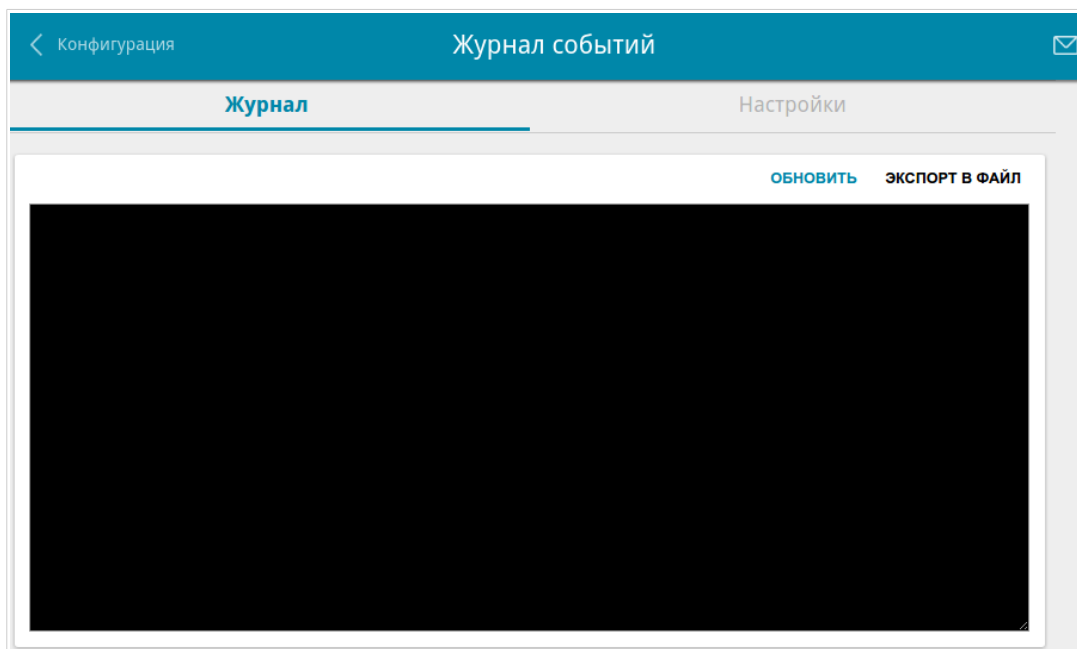 Конфигурация
Журнал событий
Журнал
Настройки
ОБНОВИТЬ
ЭКСПОРТ В ФАЙЛ